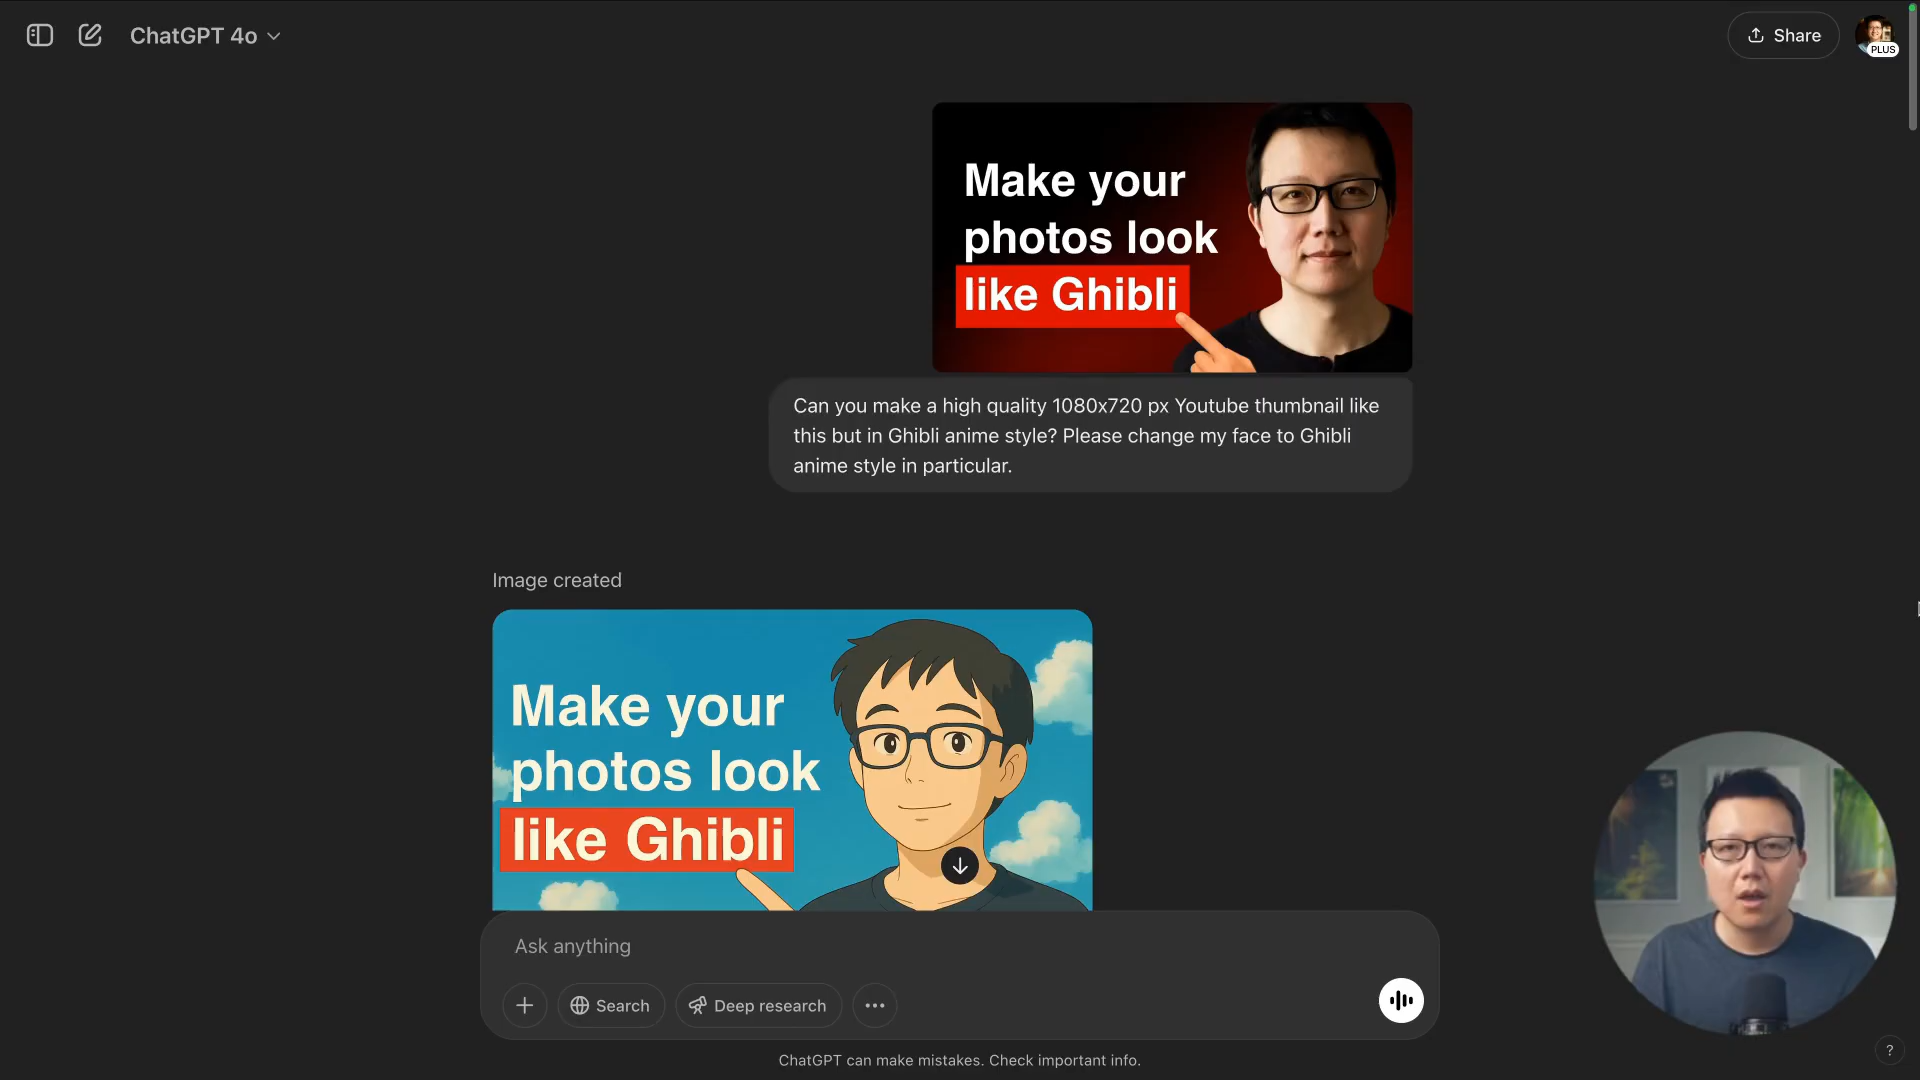 ChatGPT 4o
Share
PLUS
Make your
photos look
like Ghibli
Can you make a high quality 1080x720 px Youtube thumbnail like
this but in Ghibli anime style? Please change my face to Ghibli
anime style in particular.
Image created
Make your
photos look
like Ghibli
Ask anything
Search
Deep research
ChatGPT can make mistakes. Check important info.
?